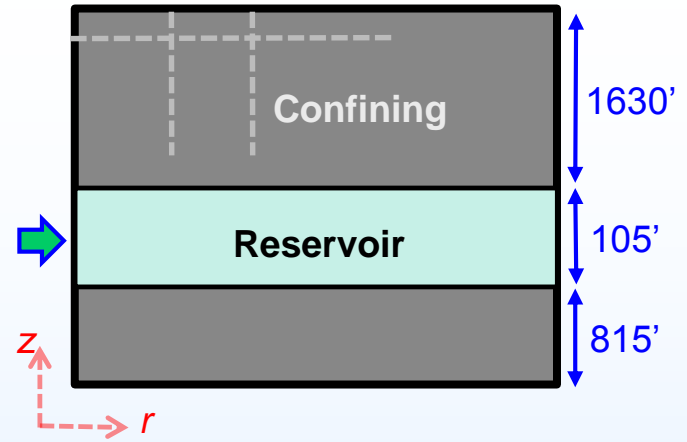 Confining
1630’
Reservoir
105’
815’
z
r